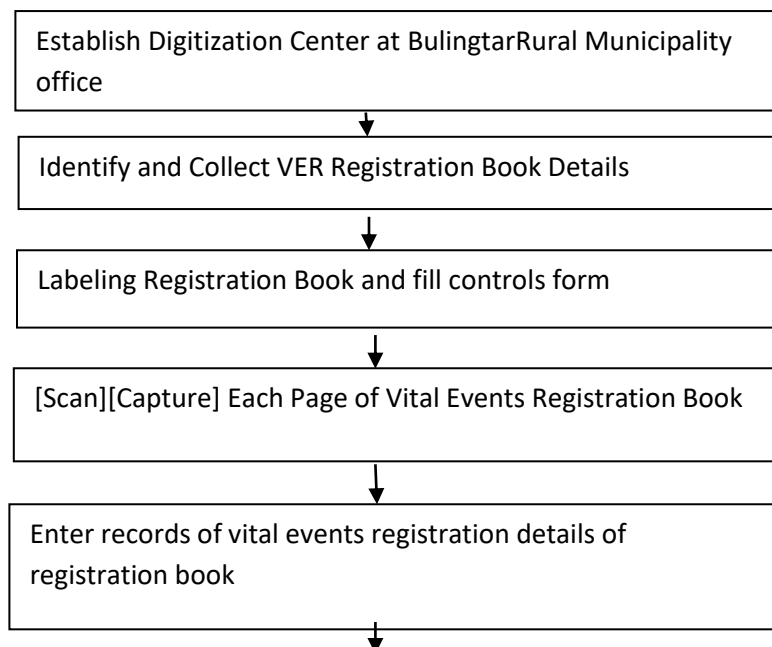 Establish Digitization Center at BulingtarRural Municipality
office
Identify and Collect VER Registration Book Details
Labeling Registration Book and fill controls form
[Scan][Capture] Each Page of Vital Events Registration Book
Enter records of vital events registration details of
registration book